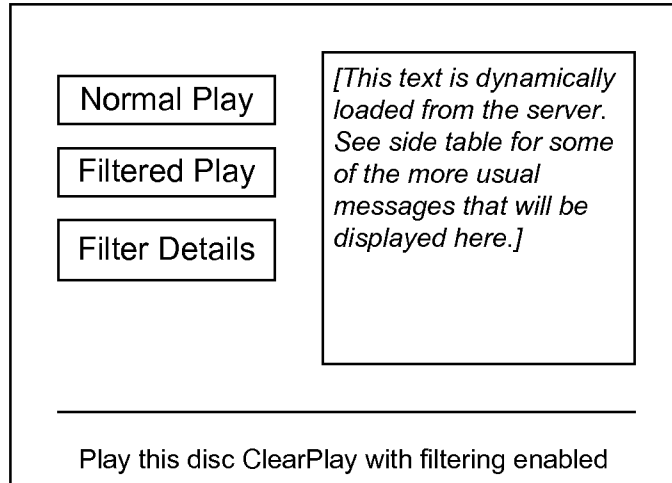 Normal Play
Filtered Play
Filter Details
[This text is dynamically
loaded from the server.
See side table for some
of the more usual
messages that will be
displayed here.]
Play this disc ClearPlay with filtering enabled